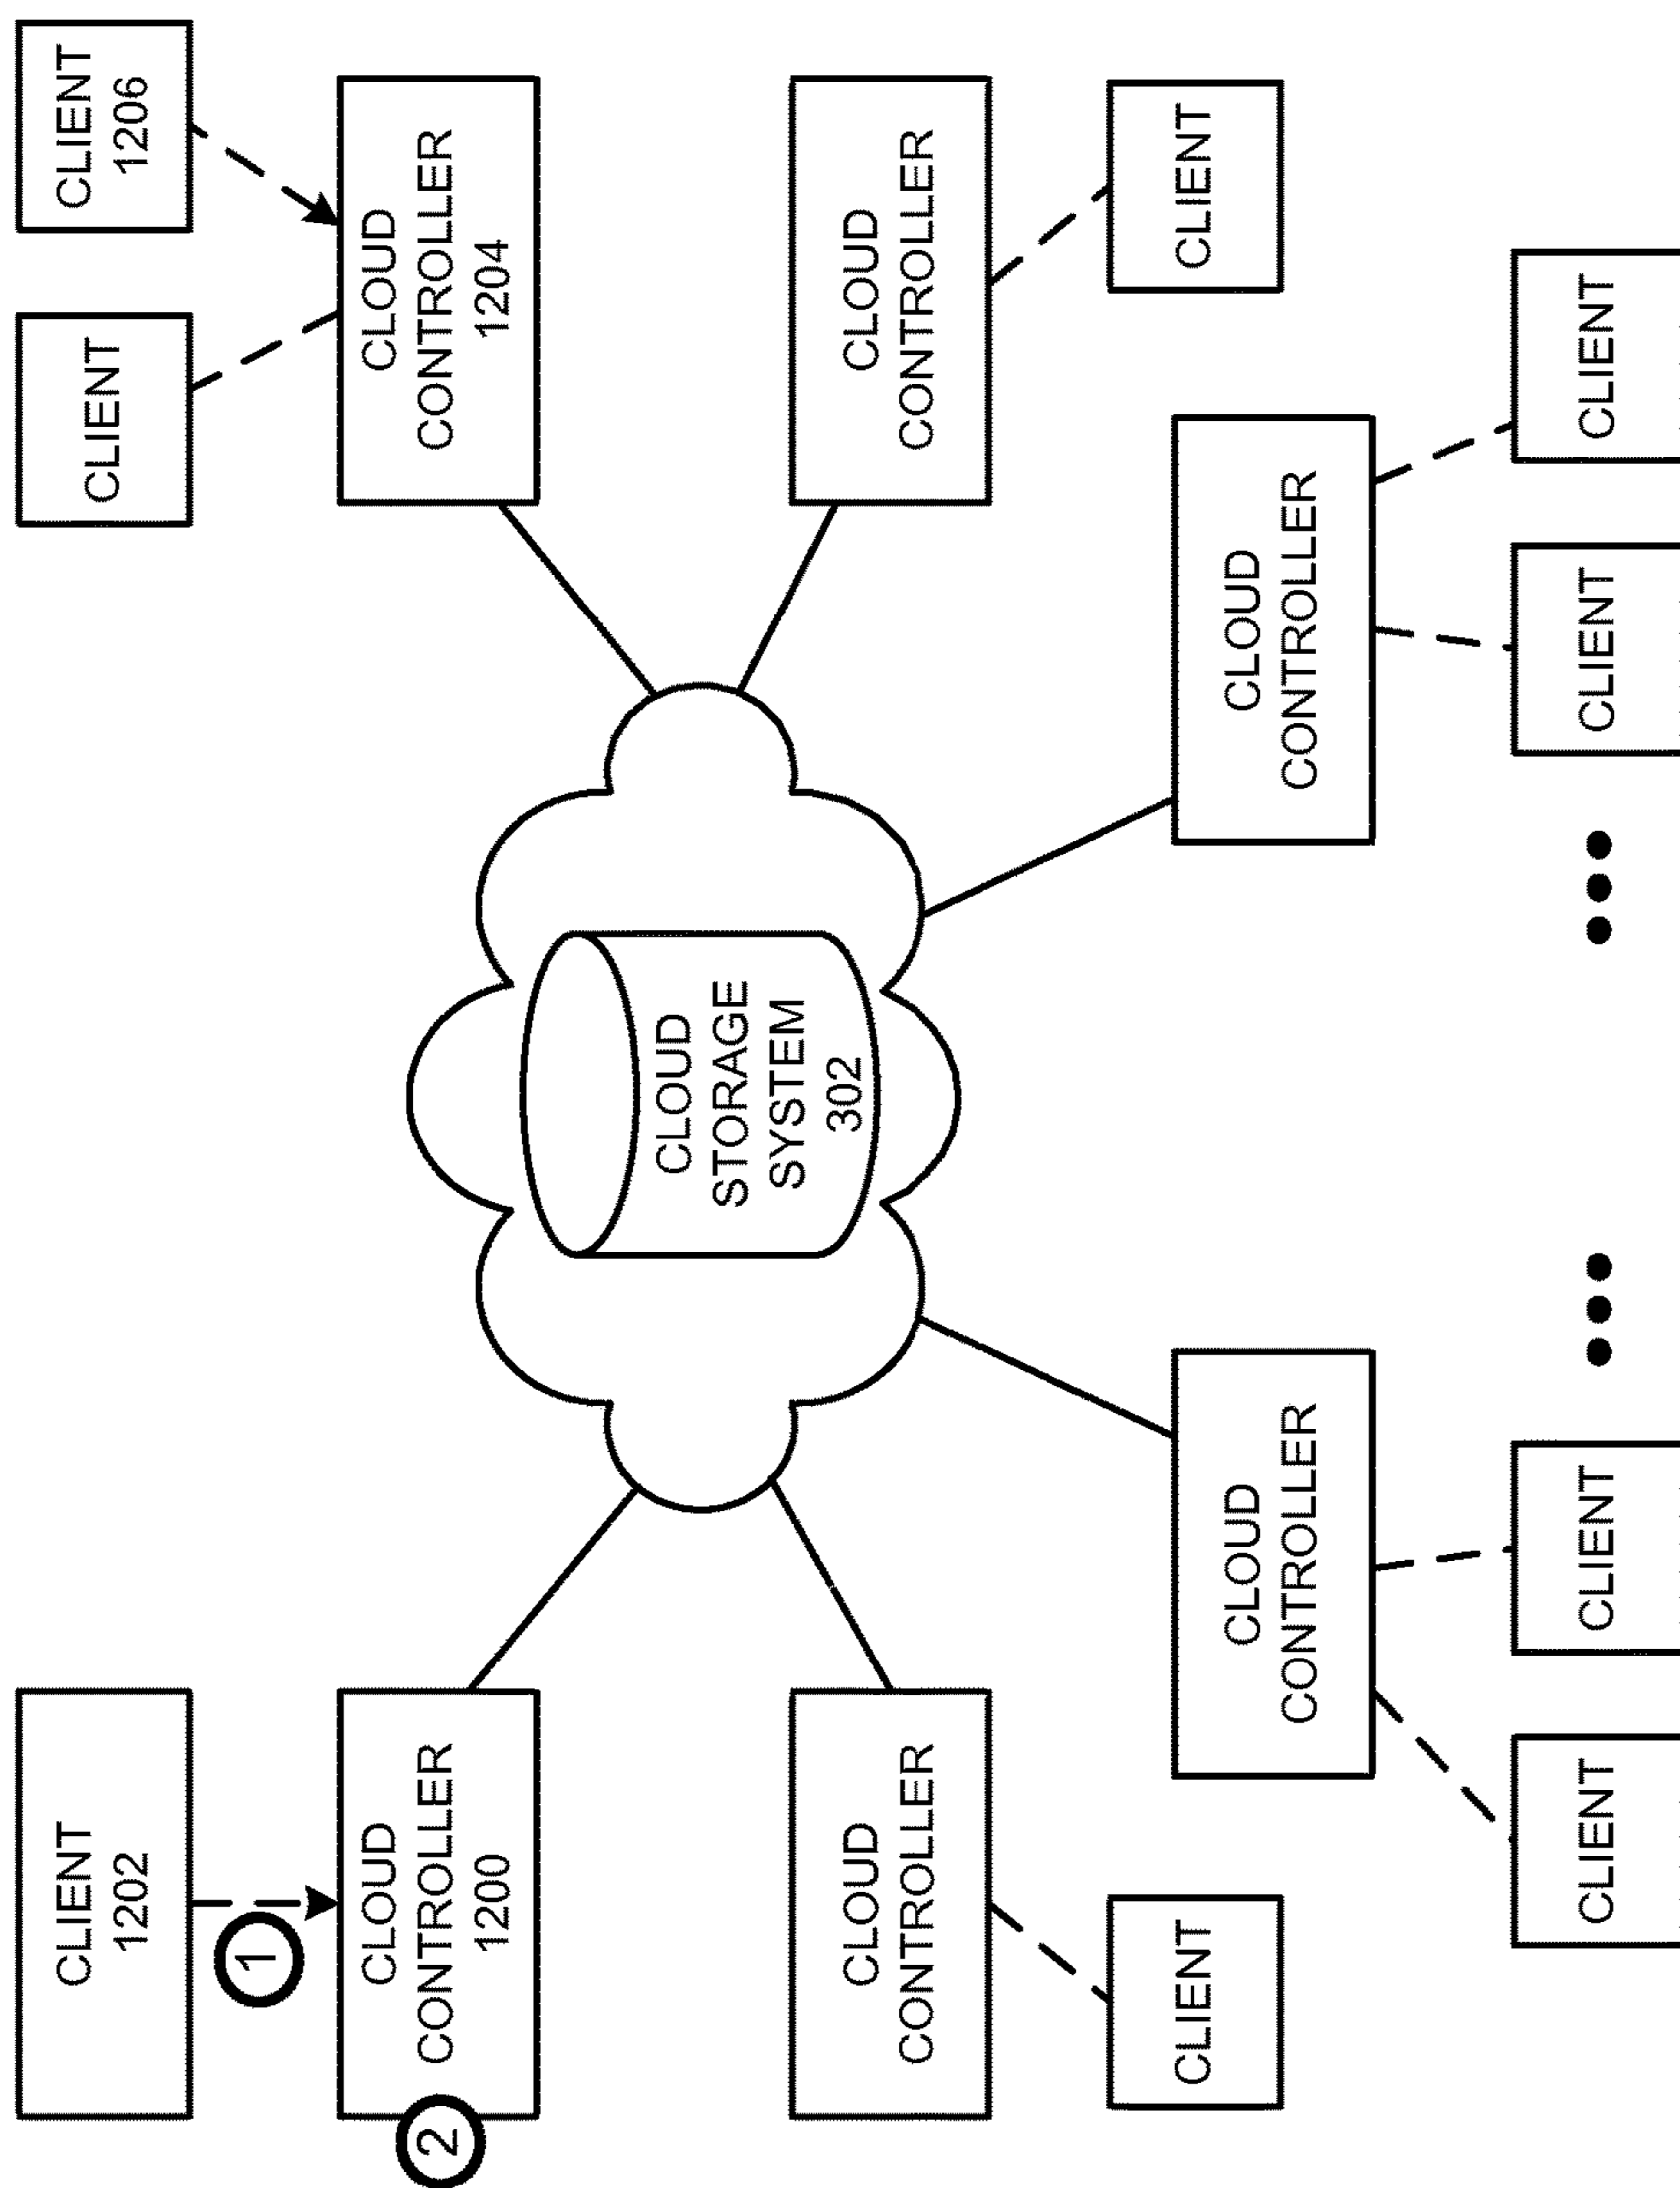 CLIENT
1202
1
CLOUD
CONTROLLER
1200
2
CLIENT
CLIENT
1206
CLOUD
CONTROLLER
1204
CLOUD
STORAGE
SYSTEM
302
CLOUD
CONTROLLER
CLIENT
CLOUD
CONTROLLER
CLIENT
CLOUD
CONTROLLER
CLIENT
CLIENT
CLOUD
CONTROLLER
CLIENT
CLIENT